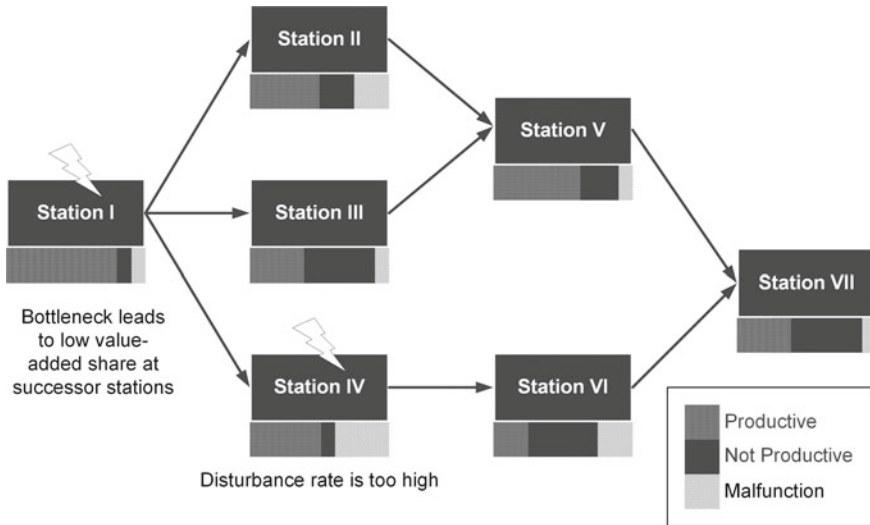 Station II
Station V
Station I
Station III
Station VII
Bottleneck leads
to low value-
added share at
successor stations
Station IV
Station VI
Disturbance rate is too high
Productive
Not Productive
Malfunction